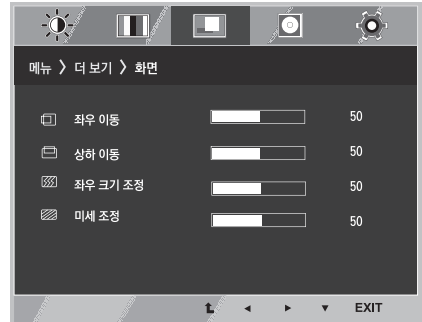 메뉴 〉 더 보기 〉 화면
좌우 이동 50
상하 이동 50
좌우 크기 조정 50
미세 조정 50
EXIT